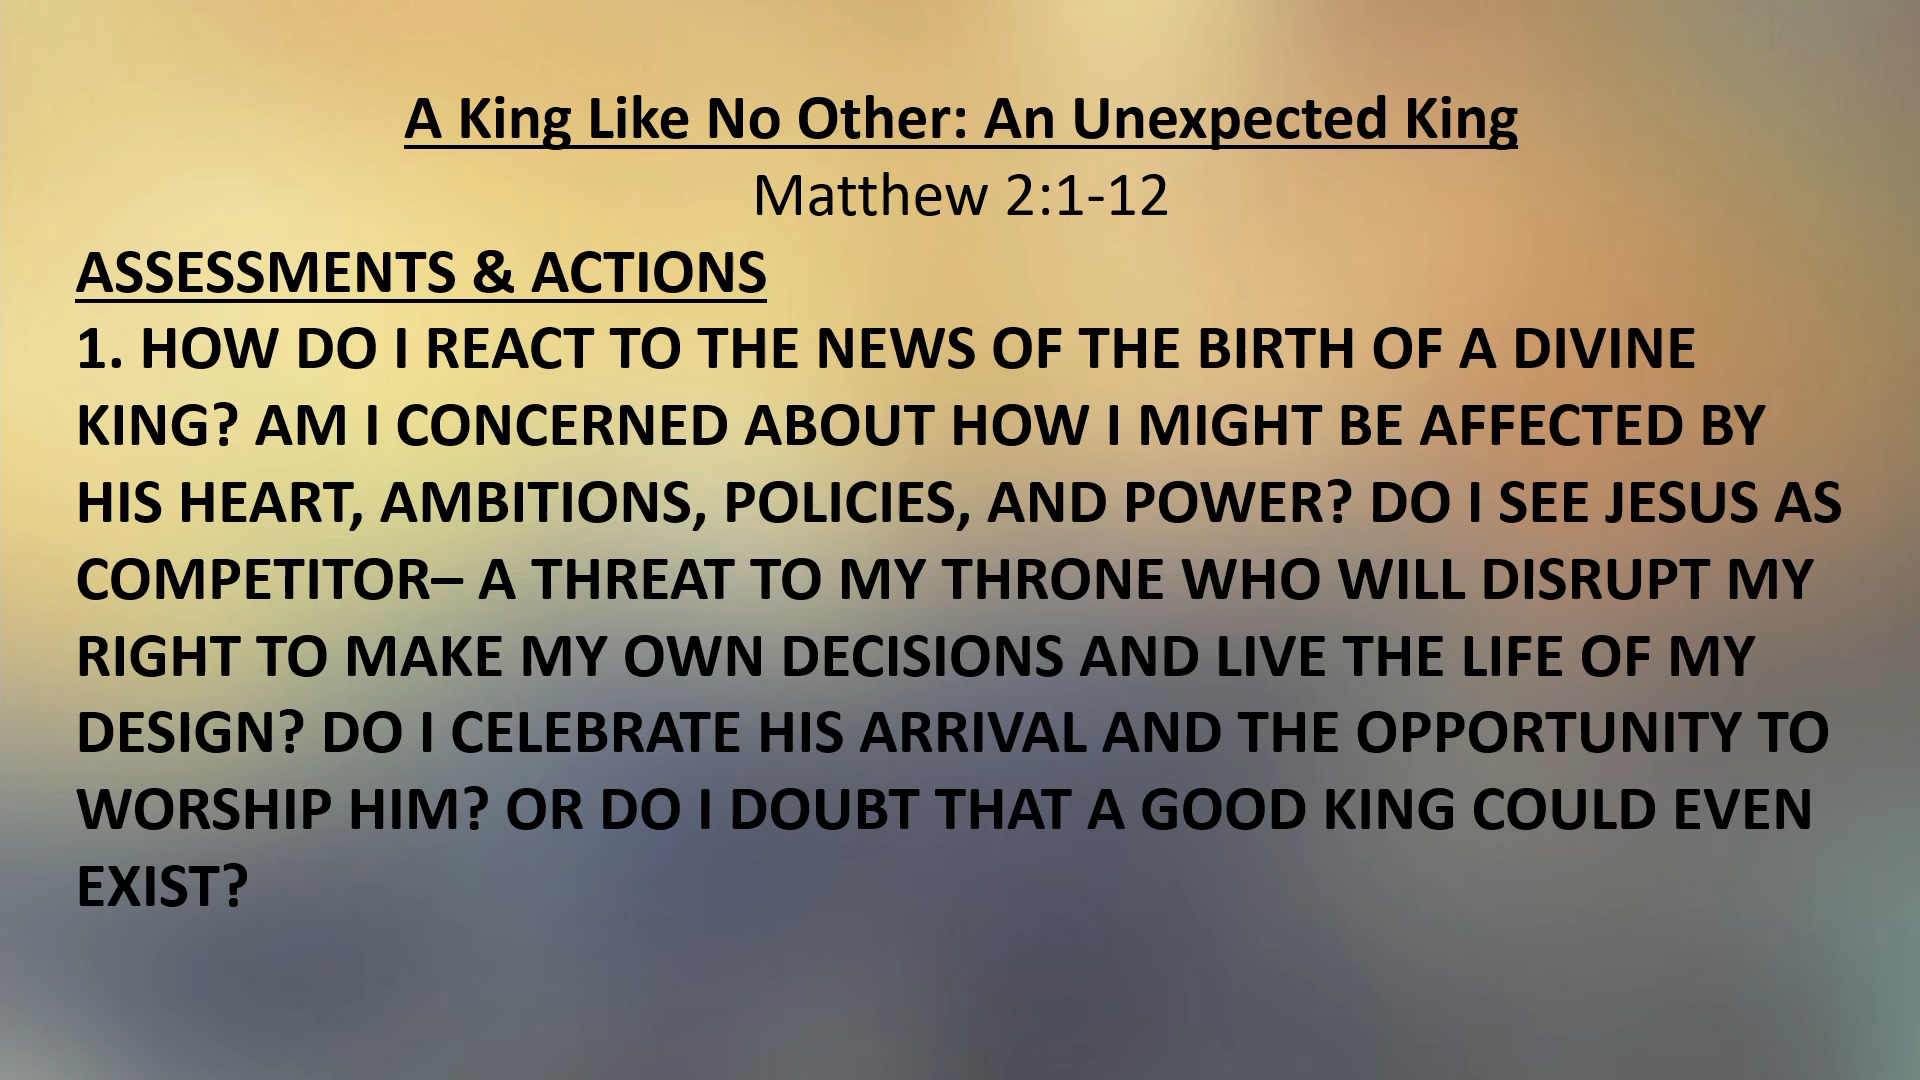 A King Like No Other: An Unexpected King
Matthew 2:1-12
ASSESSMENTS & ACTIONS
1. HOW DO I REACT TO THE NEWS OF THE BIRTH OF A DIVINE
KING? AM I CONCERNED ABOUT HOW I MIGHT BE AFFECTED BY
HIS HEART, AMBITIONS, POLICIES, AND POWER? DO I SEE JESUS AS
COMPETITOR– A THREAT TO MY THRONE WHO WILL DISRUPT MY
RIGHT TO MAKE MY OWN DECISIONS AND LIVE THE LIFE OF MY
DESIGN? DO I CELEBRATE HIS ARRIVAL AND THE OPPORTUNITY TO
WORSHIP HIM? OR DO I DOUBT THAT A GOOD KING COULD EVEN
EXIST?